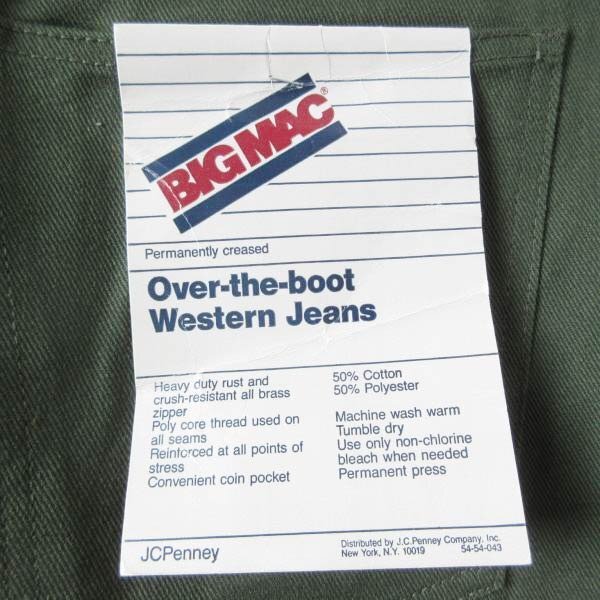 BIG MAC®
Permanently creased
Over-the-boot
Western Jeans
Heavy duty rust and
crush-resistant all brass
zipper
Poly core thread used on
all seams
Reinforced at all points of
stress
Convenient coin pocket
50% Cotton
50% Polyester
Machine wash warm
Tumble dry
Use only non-chlorine
bleach when needed
Permanent press
JCPenney
Distributed by J.C.Penney Company, Inc.
New York, N.Y. 10019 54-54-043